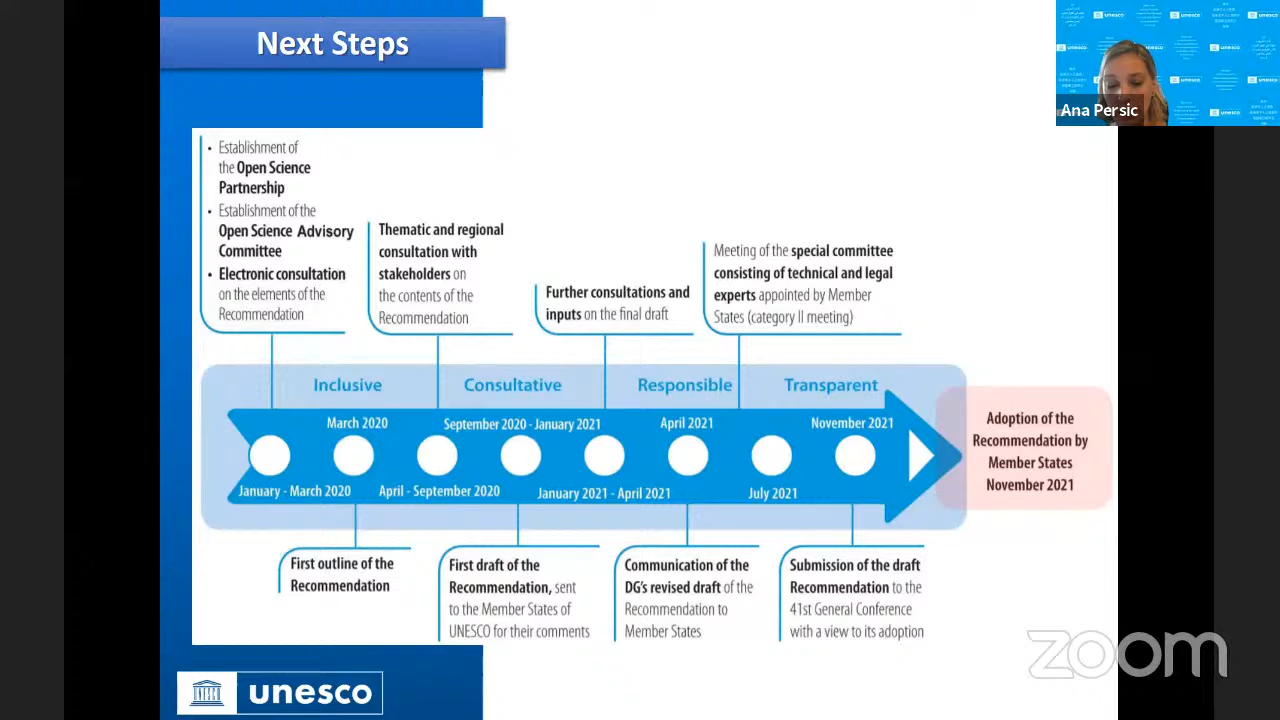 Next Steps
unesco
Ana Persic
• Establishment of
the Open Science
Partnership
• Establishment of the
Open Science Advisory
Committee
• Electronic consultation
on the elements of the
Recommendation
Thematic and regional
consultation with
stakeholders on
the contents of the
Recommendation
Further consultations and
inputs on the final draft
Meeting of the special committee
consisting of technical and legal
experts appointed by Member
States (category II meeting)
Inclusive
Consultative
Responsible
Transparent
March 2020
September 2020 - January 2021
April 2021
November 2021
January - March 2020
April - September 2020
January 2021 - April 2021
July 2021
Adoption of the
Recommendation by
Member States
November 2021
First outline of the
Recommendation
First draft of the
Recommendation, sent
to the Member States of
UNESCO for their comments
Communication of the
DG's revised draft of the
Recommendation to
Member States
Submission of the draft
Recommendation to the
41st General Conference
with a view to its adoption
zoom
unesco